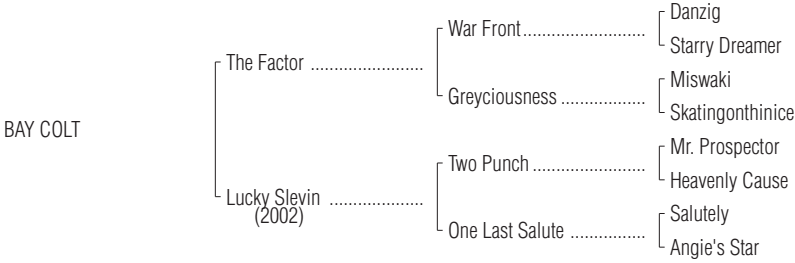 Danzig
War Front.........................
Starry Dreamer
The Factor .......................
Miswaki
Greyciousness .................
Skatingonthinice
BAY COLT
Mr. Prospector
Two Punch .......................
Heavenly Cause
Lucky Slevin ...................
(2002)
Salutely
One Last Salute ...............
Angie's Star